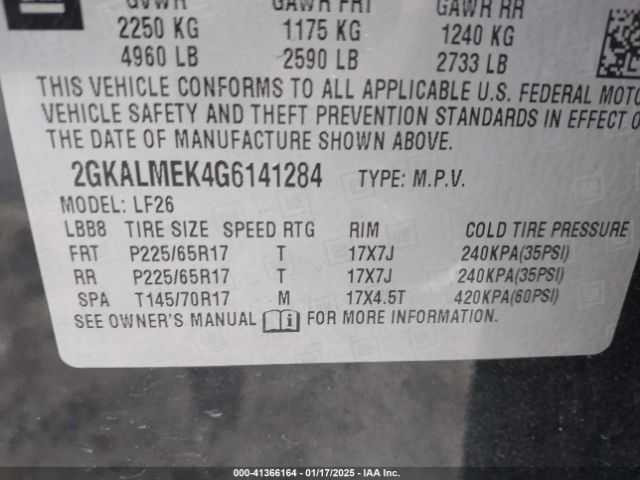 GVWR GAWR FRT GAWR RR
2250 KG 1175 KG 1240 KG
4960 LB 2590 LB 2733 LB
THIS VEHICLE CONFORMS TO ALL APPLICABLE U.S. FEDERAL MOTO
VEHICLE SAFETY AND THEFT PREVENTION STANDARDS IN EFFECT O
THE DATE OF MANUFACTURE SHOWN ABOVE.
2GKALMEK4G6141284 TYPE: M.P.V.
MODEL: LF26
LBB8 TIRE SIZE SPEED RTG RIM COLD TIRE PRESSURE
FRT P225/65R17 T 17X7J 240KPA(35PSI)
RR P225/65R17 T 17X7J 240KPA(35PSI)
SPA T145/70R17 M 17X4.5T 420KPA(60PSI)
SEE OWNER'S MANUAL FOR MORE INFORMATION.
000-41366164 | 01/17/2025 | IAAI.COM